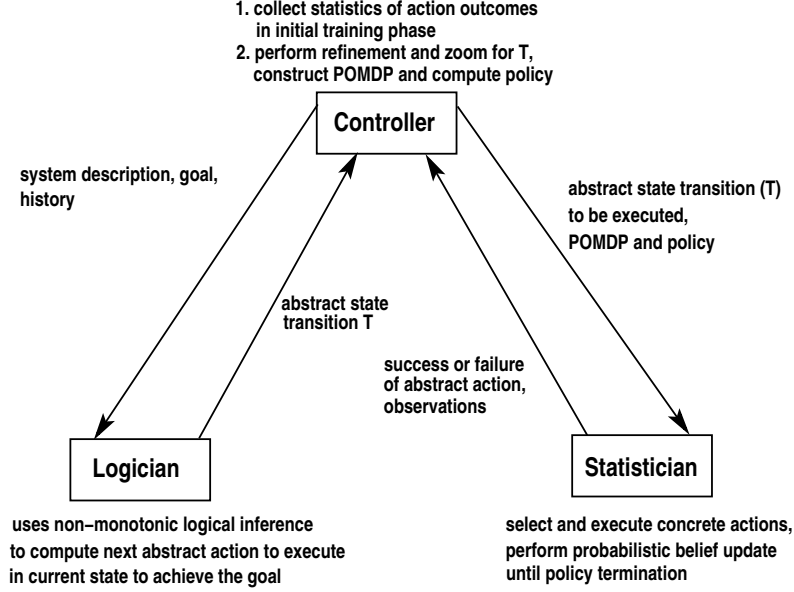 1. collect statistics of action outcomes
in initial training phase
2. perform refinement and zoom for T,
construct POMDP and compute policy
Controller
system description, goal,
history
abstract state transition (T)
to be executed,
POMDP and policy
abstract state
transition T
success or failure
of abstract action,
observations
Logician
Statistician
uses non−monotonic logical inference
to compute next abstract action to execute
in current state to achieve the goal
select and execute concrete actions,
perform probabilistic belief update
until policy termination